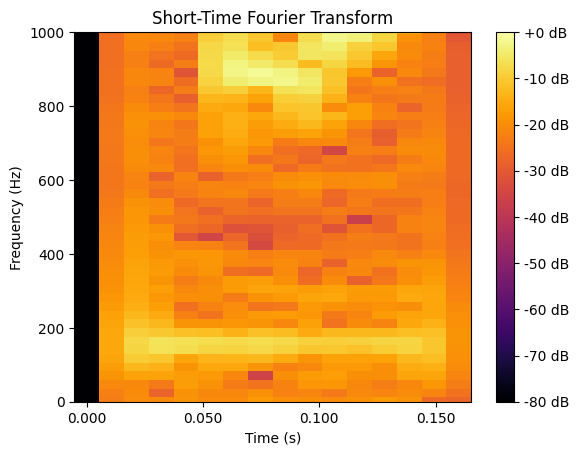 Short-Time Fourier Transform
1000
800
600
400
200
0
Frequency (Hz)
0.000
0.050
0.100
0.150
Time (s)
+0 dB
-10 dB
-20 dB
-30 dB
-40 dB
-50 dB
-60 dB
-70 dB
-80 dB